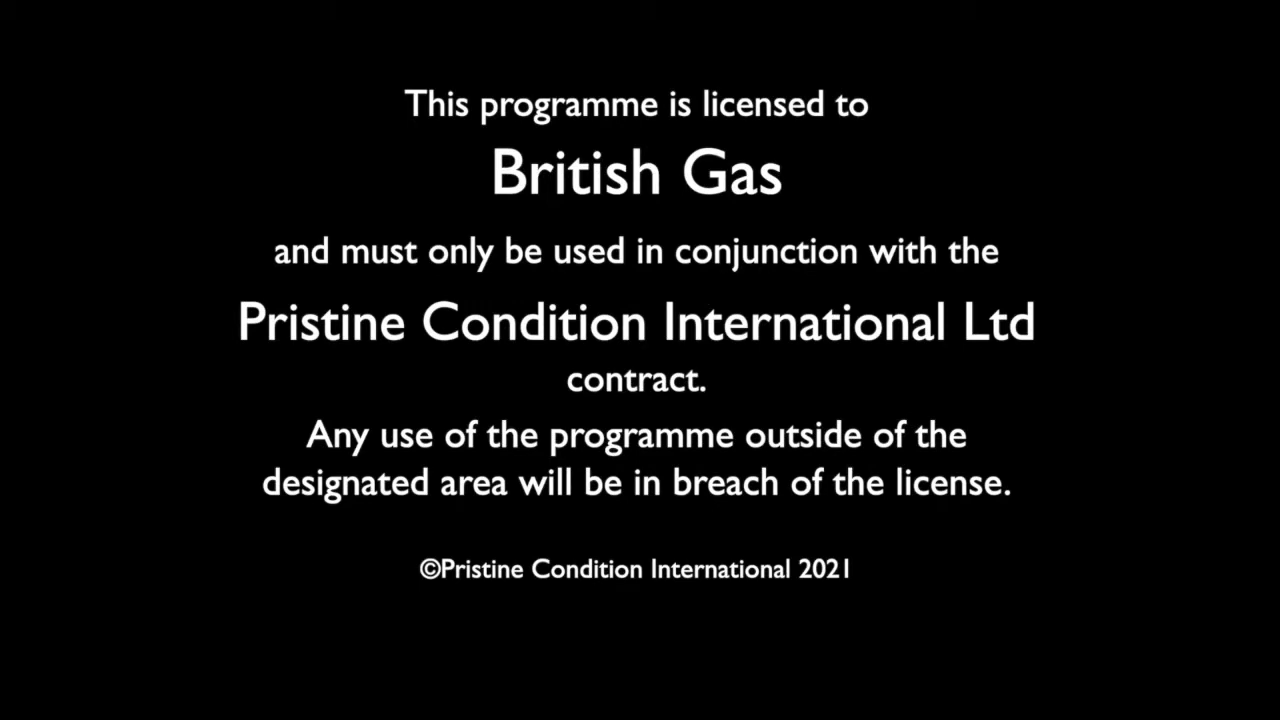 This programme is licensed to
British Gas
and must only be used in conjunction with the
Pristine Condition International Ltd
contract.
Any use of the programme outside of the
designated area will be in breach of the license.
©Pristine Condition International 2021